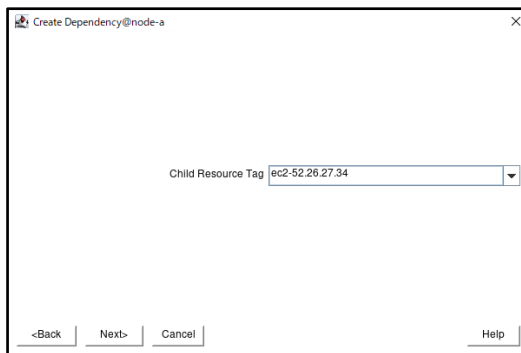 Create Dependency@node-a
Child Resource Tag ec2-52.26.27.34
<Back Next> Cancel Help